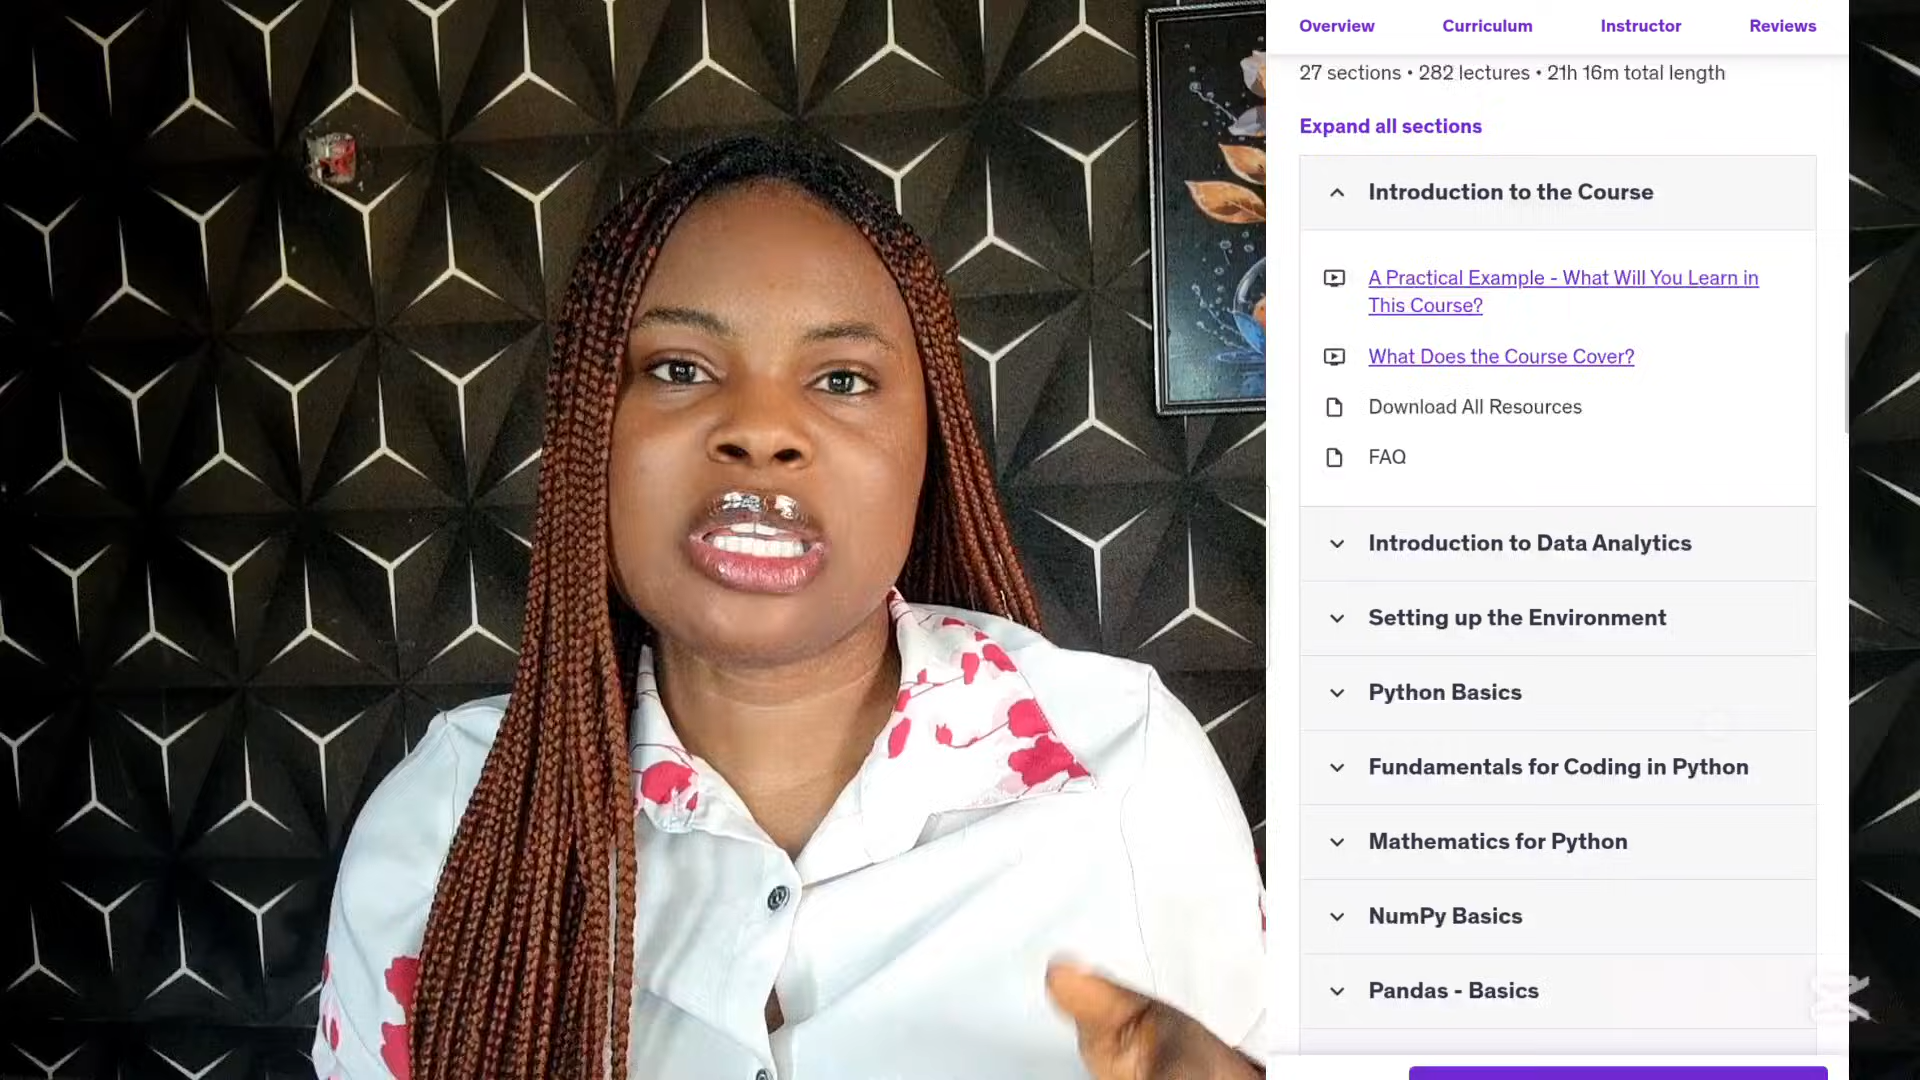 Overview Curriculum Instructor Reviews
27 sections • 282 lectures • 21h 16m total length
Expand all sections
Introduction to the Course
A Practical Example - What Will You Learn in
This Course?
What Does the Course Cover?
Download All Resources
FAQ
Introduction to Data Analytics
Setting up the Environment
Python Basics
Fundamentals for Coding in Python
Mathematics for Python
NumPy Basics
Pandas - Basics